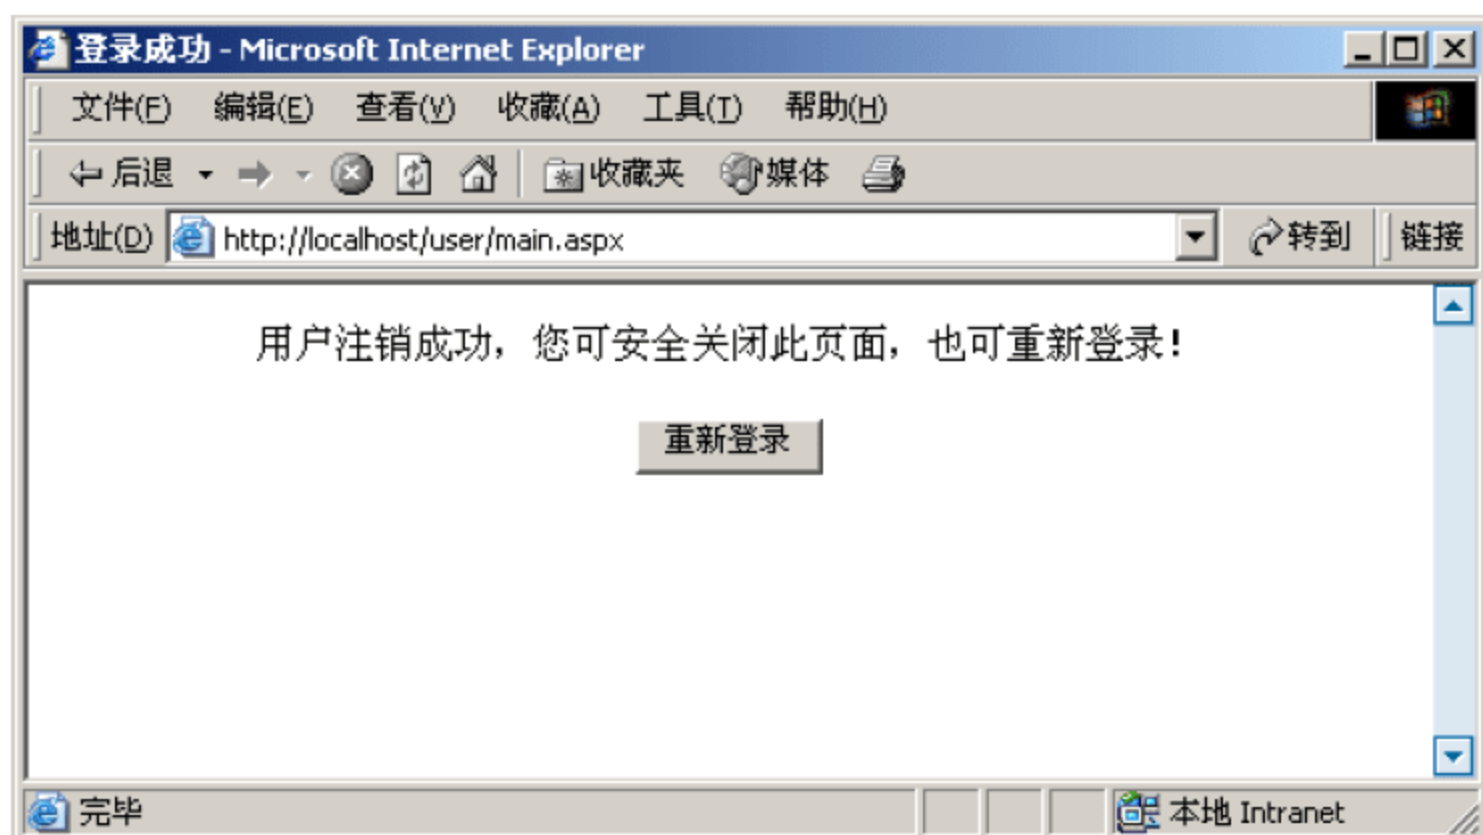 登录成功 - Microsoft Internet Explorer
文件(F) 编辑(E) 查看(V) 收藏(A) 工具(T) 帮助(H)
后退 收藏夹 媒体
地址(D) http://localhost/user/main.aspx 转到 链接
用户注销成功，您可安全关闭此页面，也可重新登录！
重新登录
完毕 本地 Intranet